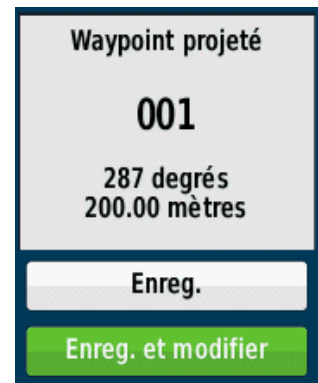 Waypoint projeté
001
287 degrés
200.00 mètres
Enreg.
Enreg. et modifier